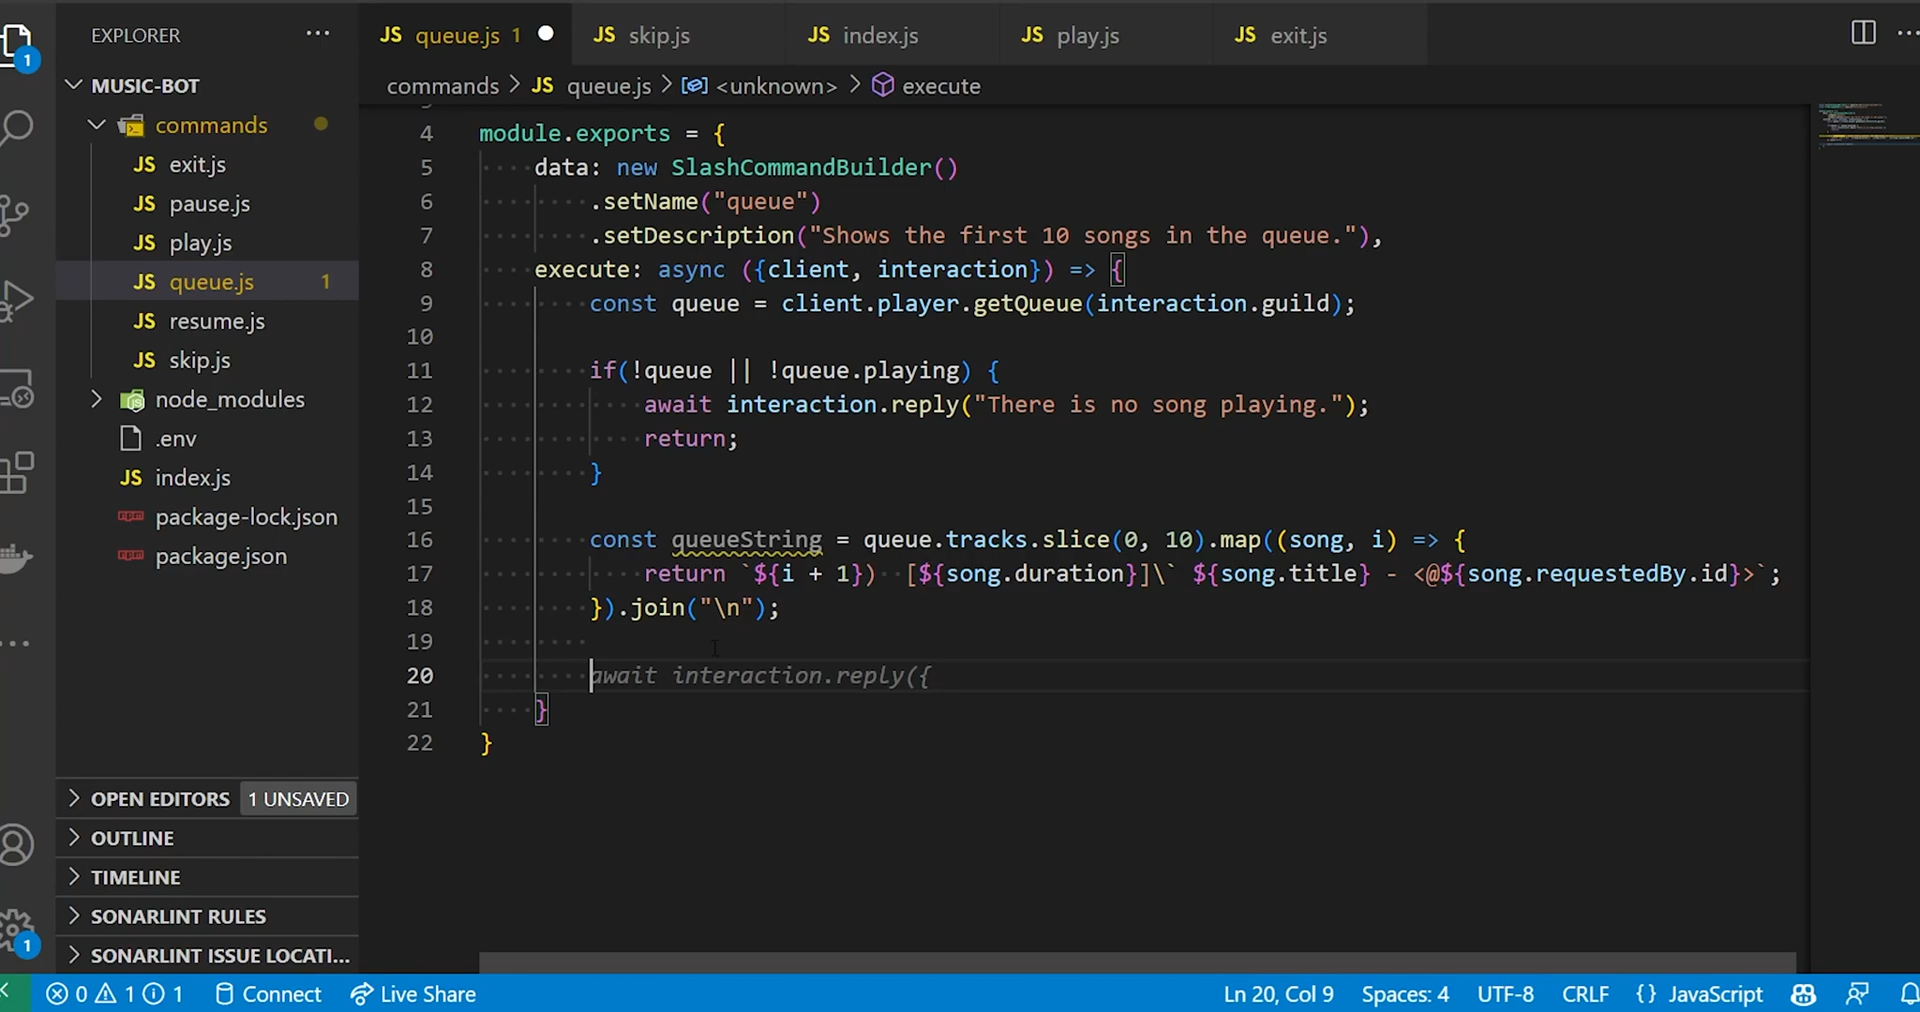 EXPLORER
···
JS queue.js 1
JS skip.js
JS index.js
JS play.js
JS exit.js
1
MUSIC-BOT
commands > JS queue.js > <unknown> > execute
commands
JS exit.js
JS pause.js
JS play.js
JS queue.js 1
JS resume.js
JS skip.js
node_modules
.env
JS index.js
package-lock.json
package.json
4 module.exports = {
5 data: new SlashCommandBuilder()
6 .setName("queue")
7 .setDescription("Shows the first 10 songs in the queue."),
8 execute: async ({client, interaction}) => {
9 const queue = client.player.getQueue(interaction.guild);
10
11 if(!queue || !queue.playing) {
12 await interaction.reply("There is no song playing.");
13 return;
14 }
15
16 const queueString = queue.tracks.slice(0, 10).map((song, i) => {
17 return `${i + 1}) [${song.duration}]\` ${song.title} - <@${song.requestedBy.id}>`;
18 }).join("\n");
19
20 await interaction.reply({
21 }
22 }
OPEN EDITORS 1 UNSAVED
OUTLINE
TIMELINE
SONARLINT RULES
SONARLINT ISSUE LOCATI...
1
0 1 1 Connect Live Share
Ln 20, Col 9 Spaces: 4 UTF-8 CRLF {} JavaScript